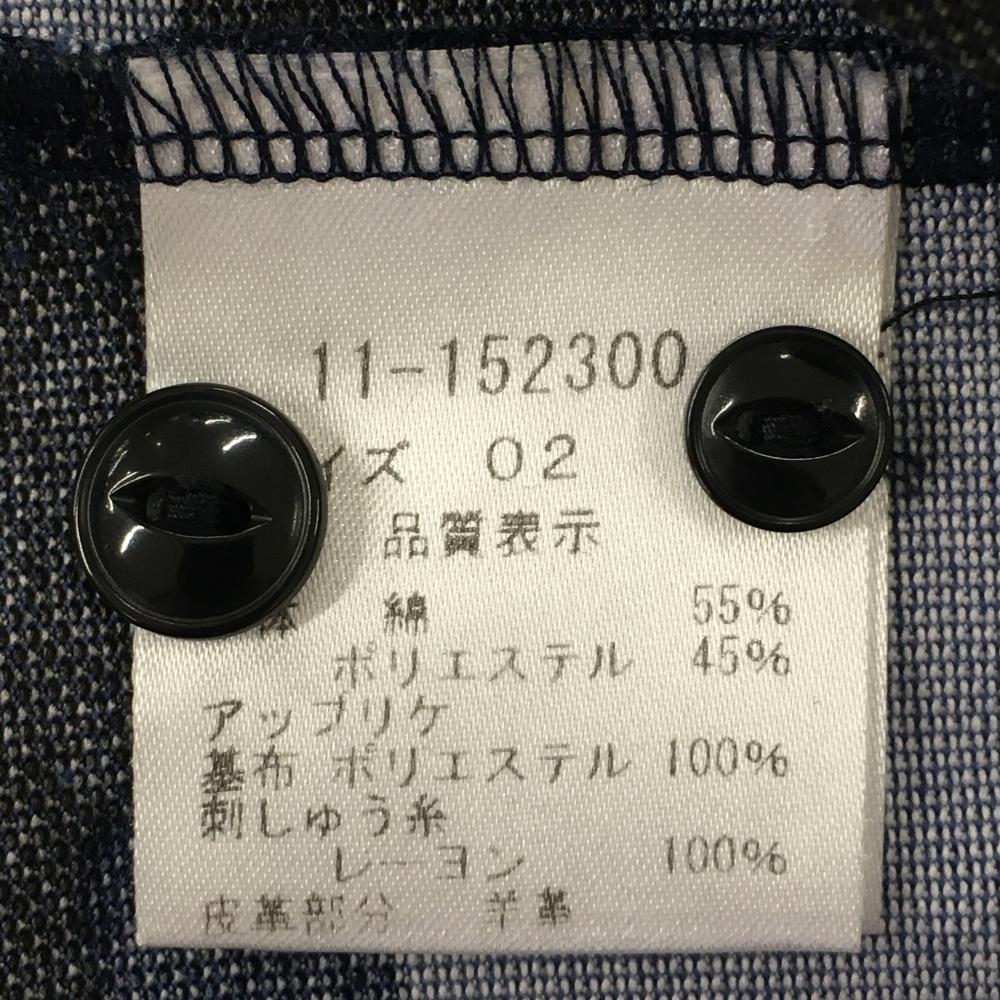 11-152300
イズ 02
品質表示
体 綿 55%
ポリエステル 45%
アップリケ
基布 ポリエステル 100%
刺しゅう糸
レーヨン 100%
皮革部分 羊革